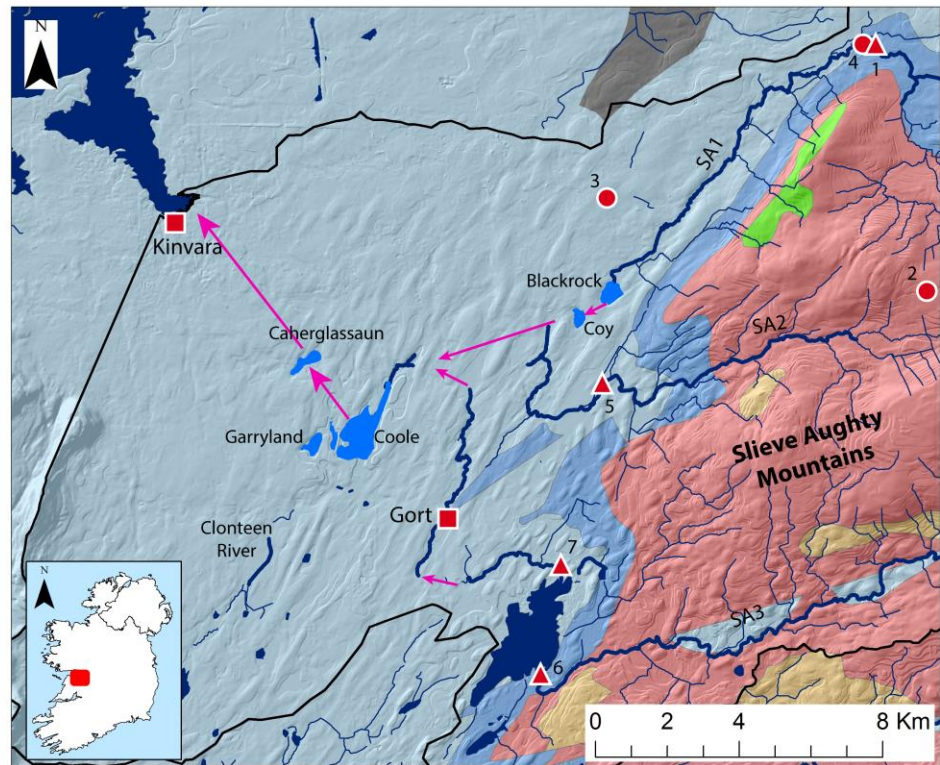 N
4
1
SA1
3
Kinvara
2
Blackrock
Coy
SA2
Caherglassaun
5
Garryland
Coole
Slieve Aughty
Mountains
Gort
Clonteen
River
7
N
SA3
6
0 2 4 8 Km